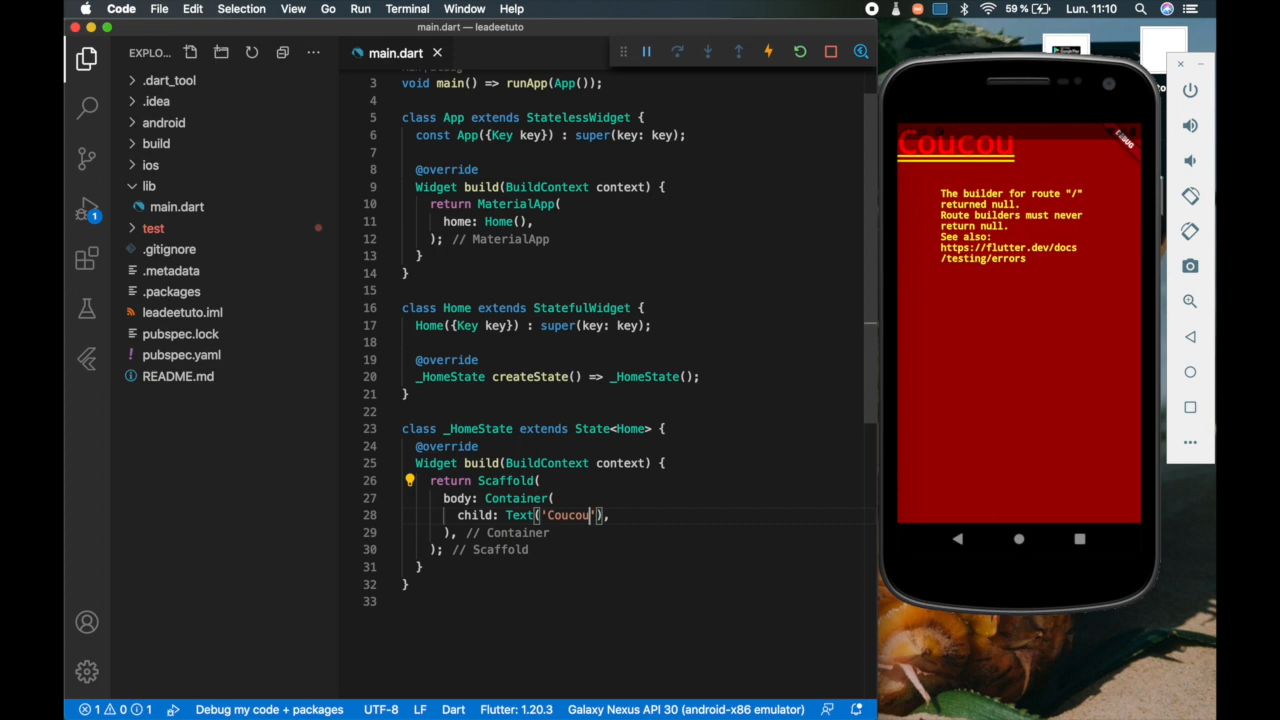 Code File Edit Selection View Go Run Terminal Window Help
59 % Lun. 11:10
main.dart — leadeetuto
EXPLO...
main.dart
.dart_tool
.idea
android
build
ios
lib
main.dart
test
.gitignore
.metadata
.packages
leadeetuto.iml
pubspec.lock
pubspec.yaml
README.md
1
3 void main() => runApp(App());
4
5 class App extends StatelessWidget {
6 const App({Key key}) : super(key: key);
7
8 @override
9 Widget build(BuildContext context) {
10 return MaterialApp(
11 home: Home(),
12 ); // MaterialApp
13 }
14 }
15
16 class Home extends StatefulWidget {
17 Home({Key key}) : super(key: key);
18
19 @override
20 _HomeState createState() => _HomeState();
21 }
22
23 class _HomeState extends State<Home> {
24 @override
25 Widget build(BuildContext context) {
26 return Scaffold(
27 body: Container(
28 child: Text('Coucou'),
29 ), // Container
30 ); // Scaffold
31 }
32 }
33
Coucou
DEBUG
The builder for route "/"
returned null.
Route builders must never
return null.
See also:
https://flutter.dev/docs
/testing/errors
1 0 1 Debug my code + packages UTF-8 LF Dart Flutter: 1.20.3 Galaxy Nexus API 30 (android-x86 emulator)